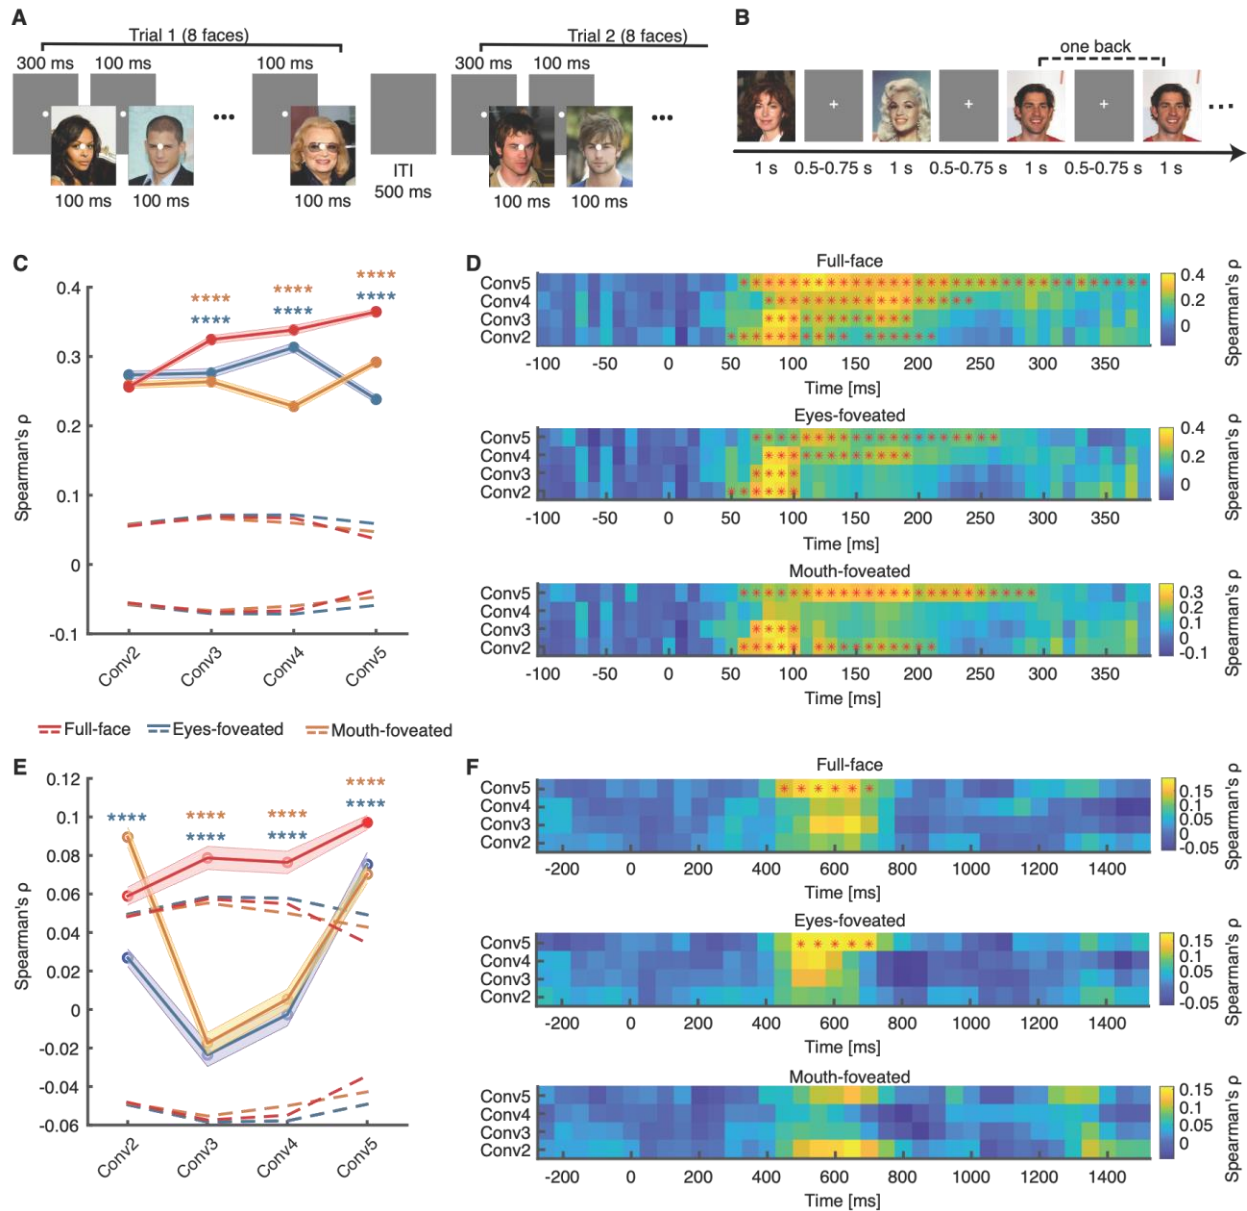 A
Trial 1 (8 faces)
Trial 2 (8 faces)
300 ms
100 ms
100 ms
300 ms
100 ms
•••
•••
ITI
500 ms
100 ms
100 ms
100 ms
100 ms
100 ms
B
one back
+
+
+
•••
1 s
0.5-0.75 s
1 s
0.5-0.75 s
1 s
0.5-0.75 s
1 s
C
****
****
****
****
****
****
0.4
0.3
0.2
0.1
0
-0.1
Spearman's ρ
Conv2
Conv3
Conv4
Conv5
D
Full-face
Conv5
Conv4
Conv3
Conv2
-100
-50
0
50
100
150
200
250
300
350
Time [ms]
0.4
0.2
0
Spearman's ρ
Eyes-foveated
Conv5
Conv4
Conv3
Conv2
-100
-50
0
50
100
150
200
250
300
350
Time [ms]
0.4
0.2
0
Spearman's ρ
Mouth-foveated
Conv5
Conv4
Conv3
Conv2
-100
-50
0
50
100
150
200
250
300
350
Time [ms]
0.3
0.2
0.1
0
-0.1
Spearman's ρ
Full-face
Eyes-foveated
Mouth-foveated
E
****
****
****
****
****
****
****
0.12
0.1
0.08
0.06
0.04
0.02
0
-0.02
-0.04
-0.06
Spearman's ρ
Conv2
Conv3
Conv4
Conv5
F
Full-face
Conv5
Conv4
Conv3
Conv2
-200
0
200
400
600
800
1000
1200
1400
Time [ms]
0.15
0.1
0.05
0
-0.05
Spearman's ρ
Eyes-foveated
Conv5
Conv4
Conv3
Conv2
-200
0
200
400
600
800
1000
1200
1400
Time [ms]
0.15
0.1
0.05
0
-0.05
Spearman's ρ
Mouth-foveated
Conv5
Conv4
Conv3
Conv2
-200
0
200
400
600
800
1000
1200
1400
Time [ms]
0.15
0.1
0.05
0
Spearman's ρ